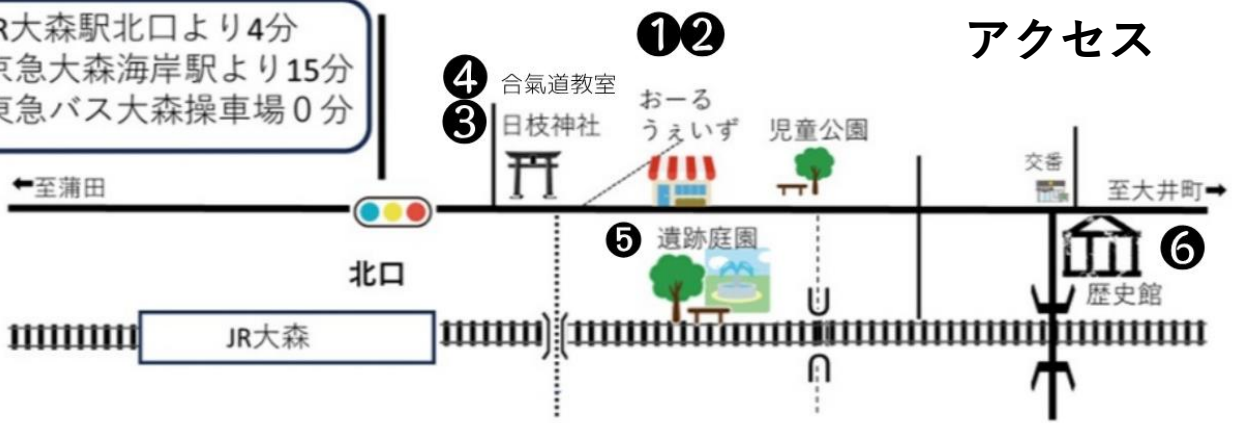 R大森駅北口より4分
京急大森海岸駅より15分
東急バス大森操車場０分
アクセス
❶❷
❹ 合氣道教室
❸ 日枝神社
おーる
うぇいず
児童公園
交番
⬅至蒲田
至大井町➡
北口
❺ 遺跡庭園
❻
歴史館
JR大森